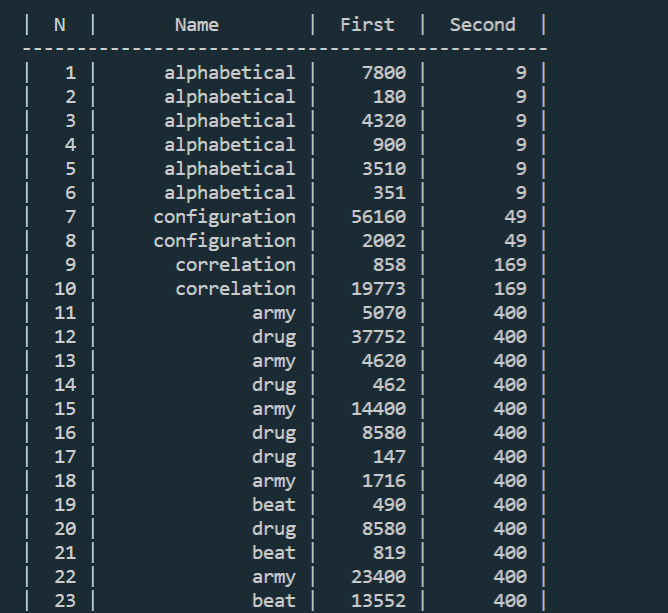 |  N  |       Name        |  First  |  Second  |
------------------------------------------------
|   1 |      alphabetical |    7800 |        9 |
|   2 |      alphabetical |     180 |        9 |
|   3 |      alphabetical |    4320 |        9 |
|   4 |      alphabetical |     900 |        9 |
|   5 |      alphabetical |    3510 |        9 |
|   6 |      alphabetical |     351 |        9 |
|   7 |     configuration |   56160 |       49 |
|   8 |     configuration |    2002 |       49 |
|   9 |       correlation |     858 |      169 |
|  10 |       correlation |   19773 |      169 |
|  11 |              army |    5070 |      400 |
|  12 |              drug |   37752 |      400 |
|  13 |              army |    4620 |      400 |
|  14 |              drug |     462 |      400 |
|  15 |              army |   14400 |      400 |
|  16 |              drug |    8580 |      400 |
|  17 |              drug |     147 |      400 |
|  18 |              army |    1716 |      400 |
|  19 |              beat |     490 |      400 |
|  20 |              drug |    8580 |      400 |
|  21 |              beat |     819 |      400 |
|  22 |              army |   23400 |      400 |
|  23 |              beat |   13552 |      400 |